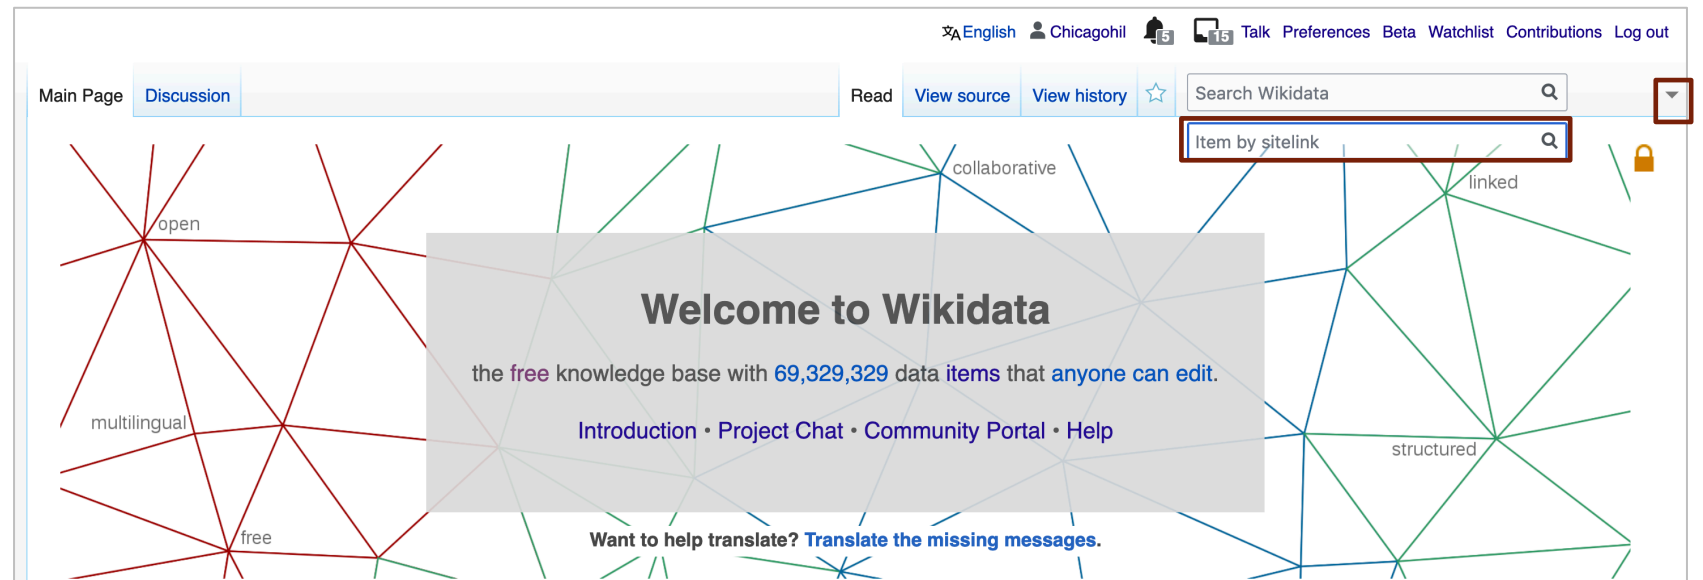 English Chicagohil 5 15 Talk Preferences Beta Watchlist Contributions Log out
Main Page Discussion Read View source View history Search Wikidata
Item by sitelink
collaborative
linked
open
Welcome to Wikidata
the free knowledge base with 69,329,329 data items that anyone can edit.
multilingual
Introduction • Project Chat • Community Portal • Help
structured
free
Want to help translate? Translate the missing messages.